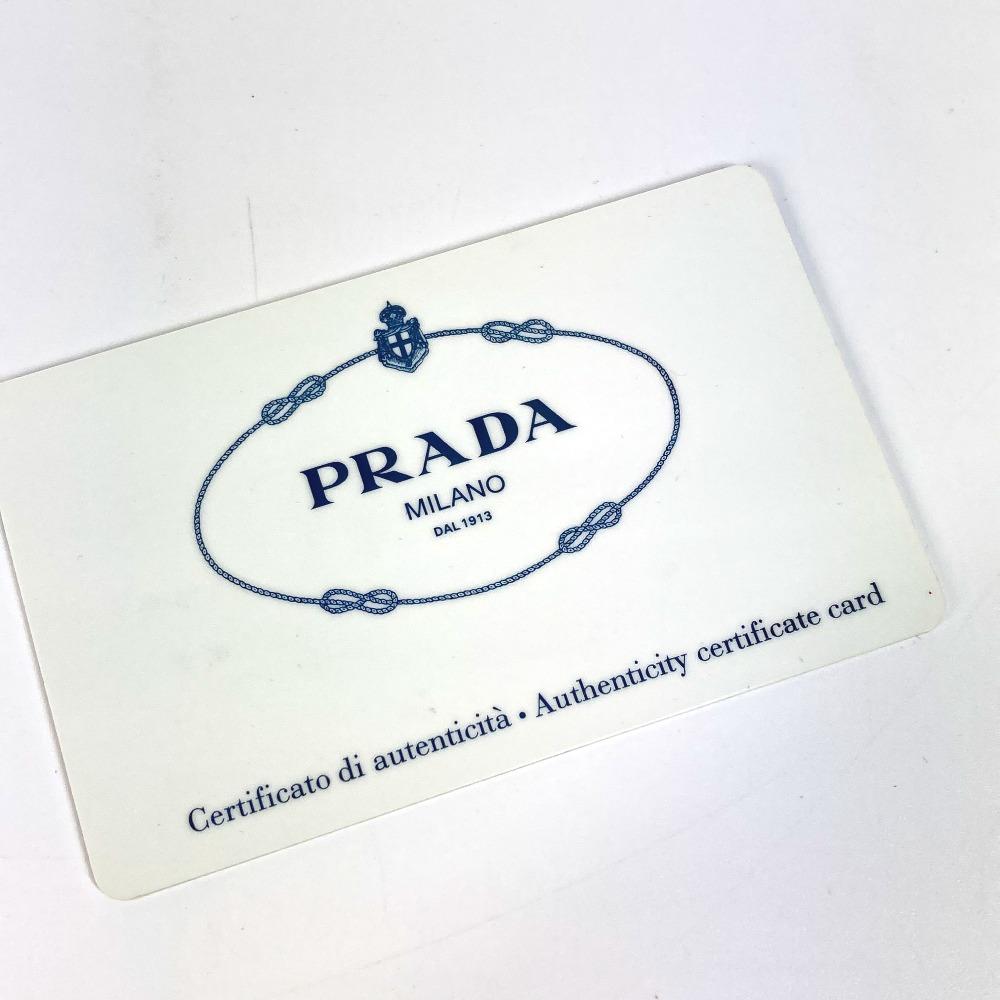 PRADA
MILANO
DAL 1913
Certificato di autenticità • Authenticity certificate card